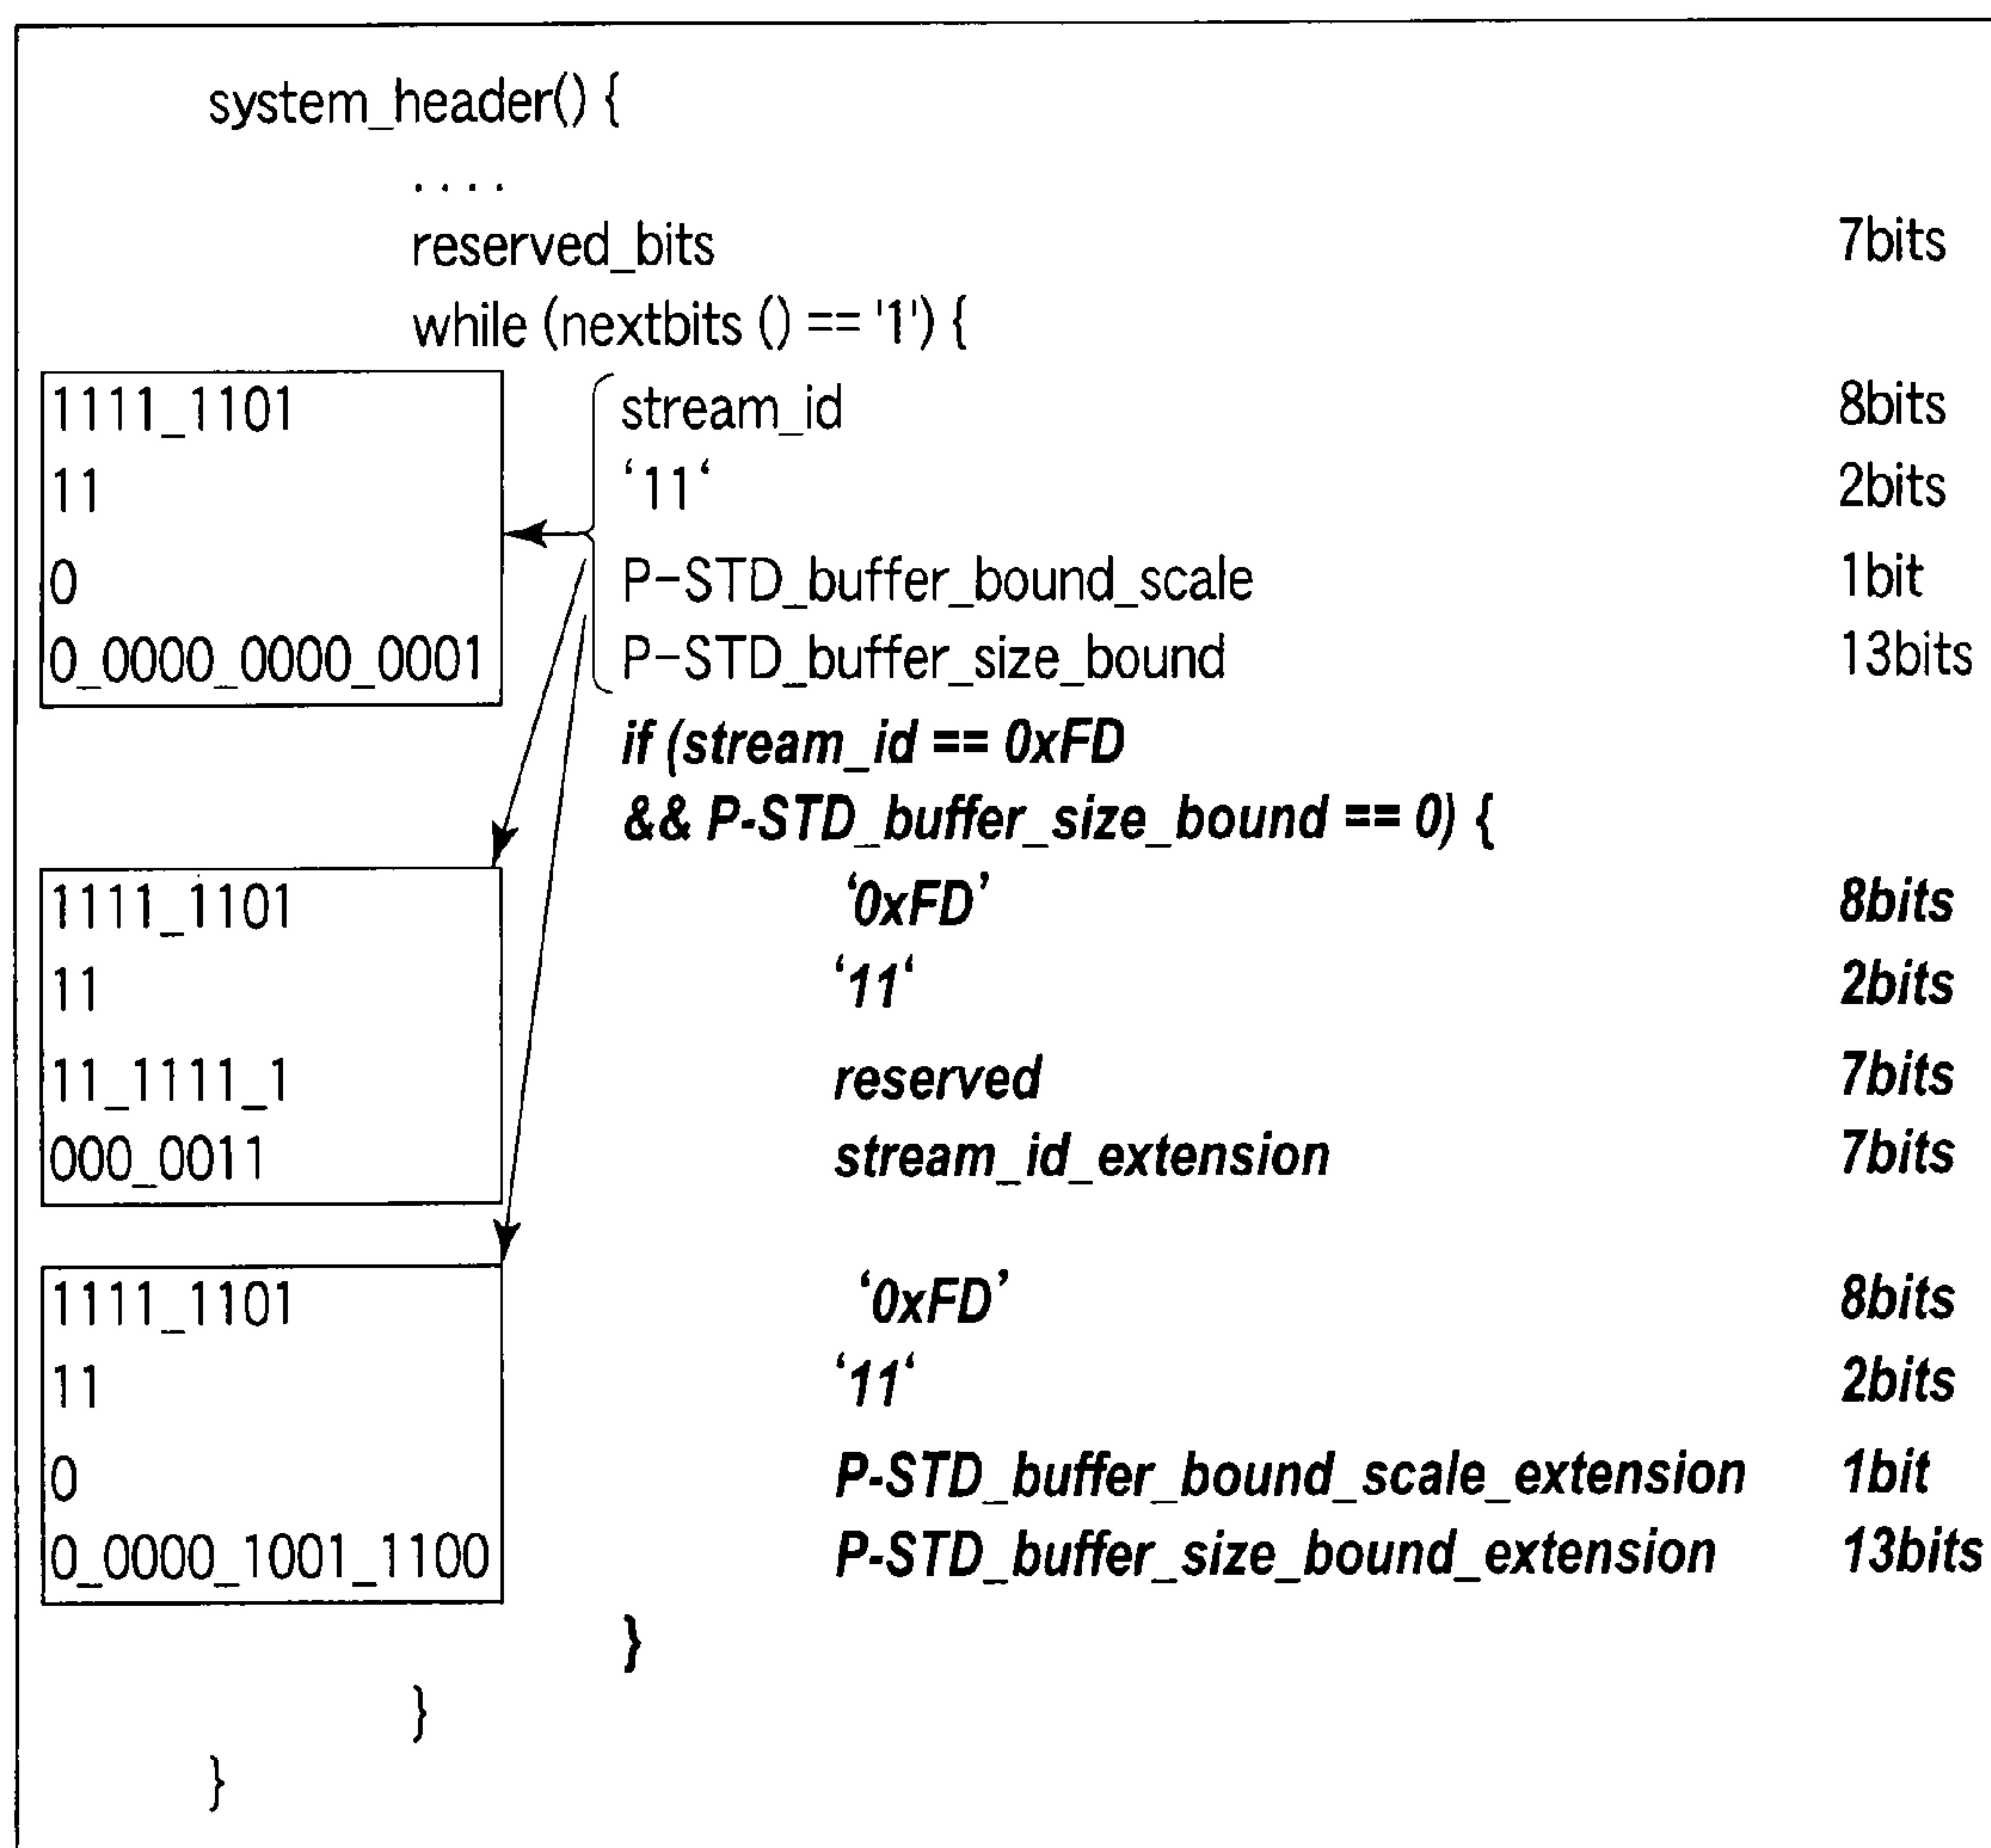 system_header() {
....
reserved_bits 7bits
while (nextbits () == '1') {
1111_1101 stream_id 8bits
11 ‘11‘ 2bits
0 P-STD_buffer_bound_scale 1bit
0_0000_0000_0001 P-STD_buffer_size_bound 13bits
if (stream_id == 0xFD
&& P-STD_buffer_size_bound == 0) {
1111_1101 ‘0xFD’ 8bits
11 ‘11‘ 2bits
11_1111_1 reserved 7bits
000_0011 stream_id_extension 7bits
1111_1101 ‘0xFD’ 8bits
11 ‘11‘ 2bits
0 P-STD_buffer_bound_scale_extension 1bit
0_0000_1001_1100 P-STD_buffer_size_bound_extension 13bits
}
}
}